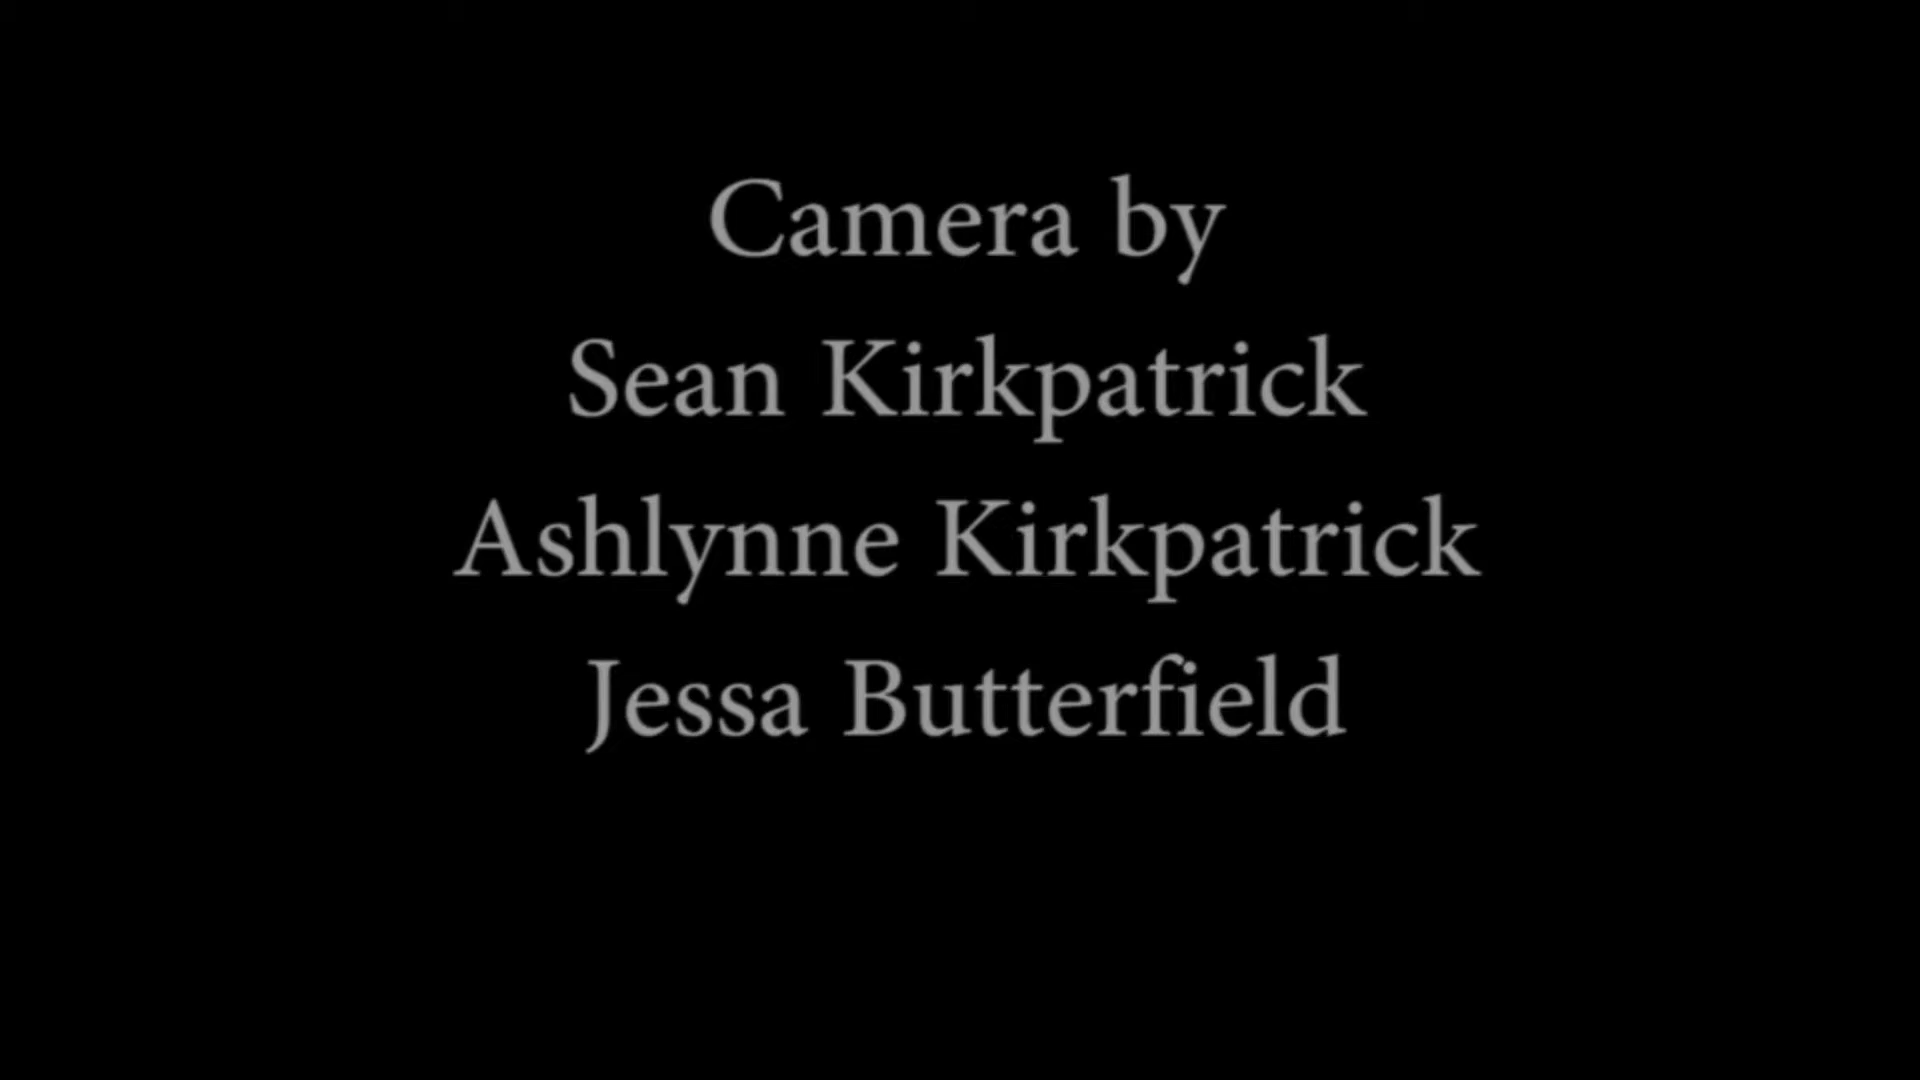 Camera by
Sean Kirkpatrick
Ashlynne Kirkpatrick
Jessa Butterfield